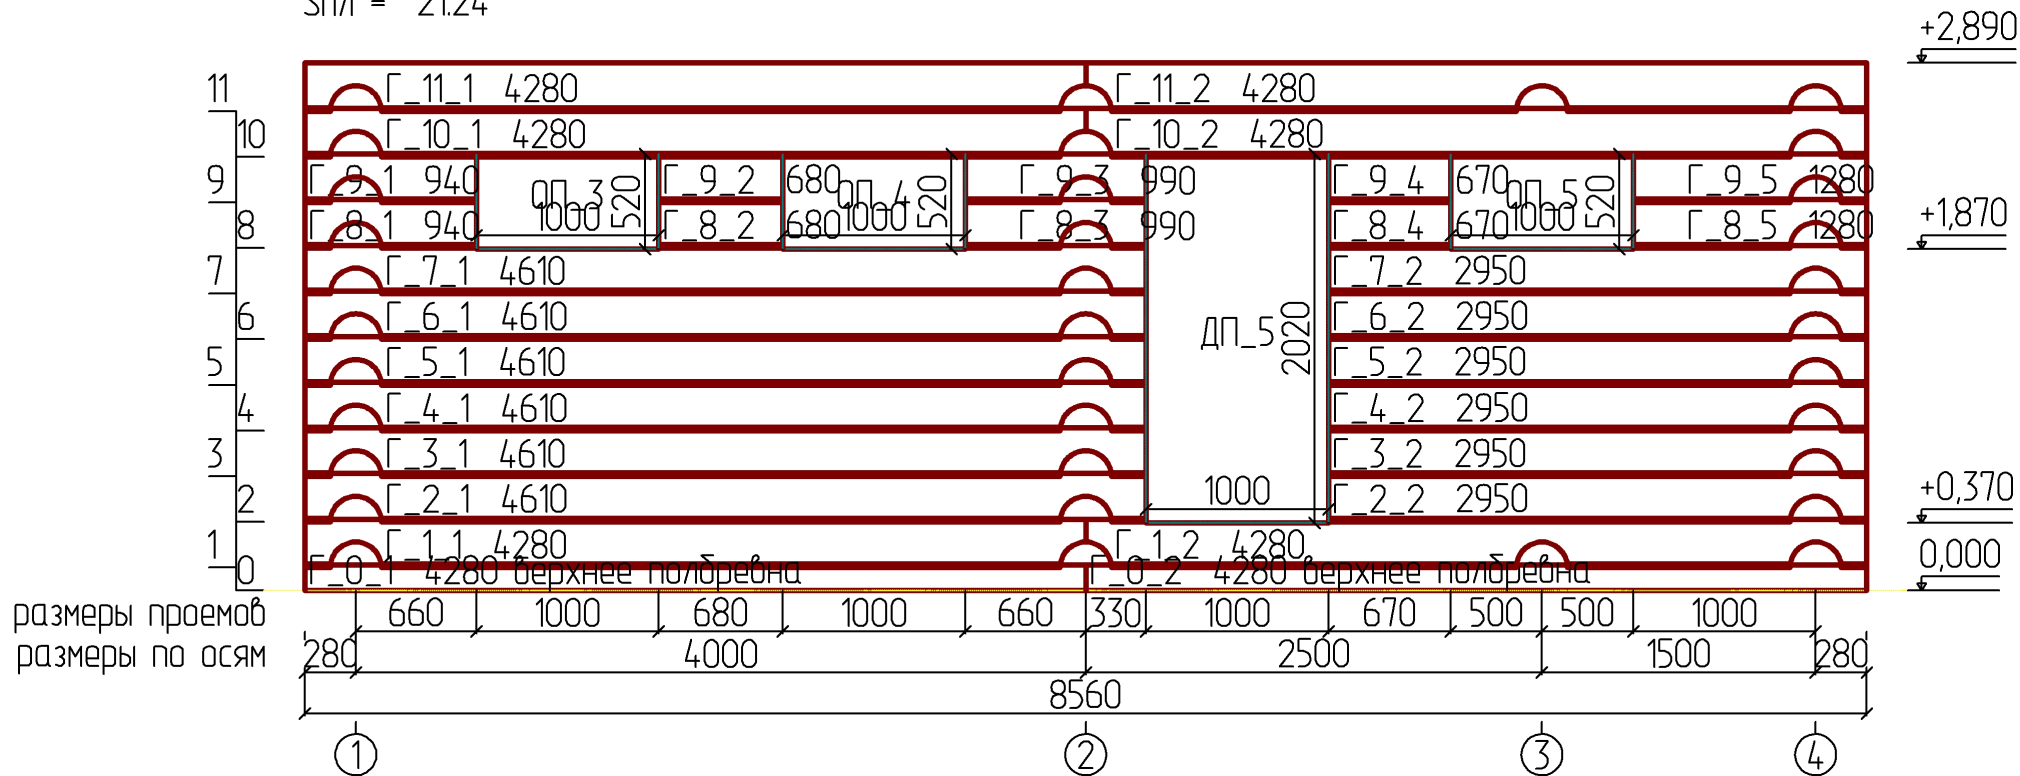 Sпл = 21.24
+2,890
11 Г_11_1 4280 Г_11_2 4280
10 Г_10_1 4280 Г_10_2 4280
9 Г_9_1 940 ОП_3 520 Г_9_2 680 ОП_4 520 Г_9_3 990 Г_9_4 670 ОП_5 520 Г_9_5 1280
8 Г_8_1 940 1000 Г_8_2 680 1000 Г_8_3 990 Г_8_4 670 1000 Г_8_5 1280 +1,870
7 Г_7_1 4610 Г_7_2 2950
6 Г_6_1 4610 ДП_5 2020 Г_6_2 2950
5 Г_5_1 4610 Г_5_2 2950
4 Г_4_1 4610 Г_4_2 2950
3 Г_3_1 4610 Г_3_2 2950
2 Г_2_1 4610 1000 Г_2_2 2950 +0,370
1 Г_1_1 4280 Г_1_2 4280
0 Г_0_1 4280 верхнее полбревна Г_0_2 4280 верхнее полбревна 0,000
размеры проемов 660 1000 680 1000 660 330 1000 670 500 500 1000
размеры по осям 280 4000 2500 1500 280
8560
1 2 3 4